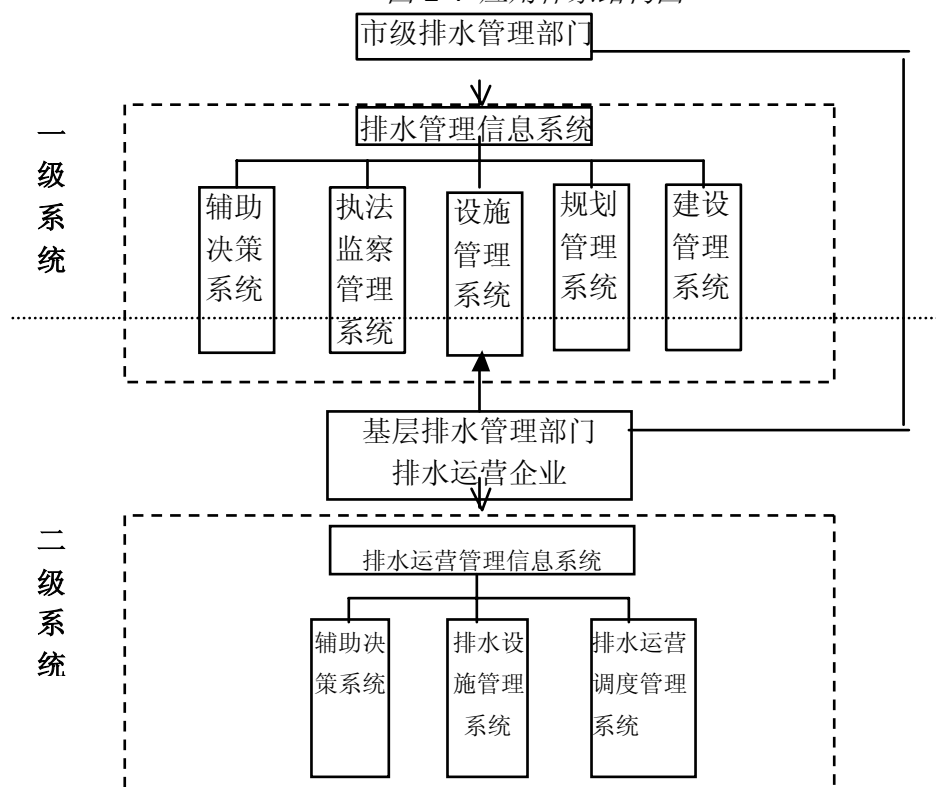 市级排水管理部门
排水管理信息系统
一
级
系
统
辅助
决策
系统
执法
监察
管理
系统
设施
管理
系统
规划
管理
系统
建设
管理
系统
基层排水管理部门
排水运营企业
二
级
系
统
排水运营管理信息系统
辅助决
策系统
排水设
施管理
系统
排水运营
调度管理
系统